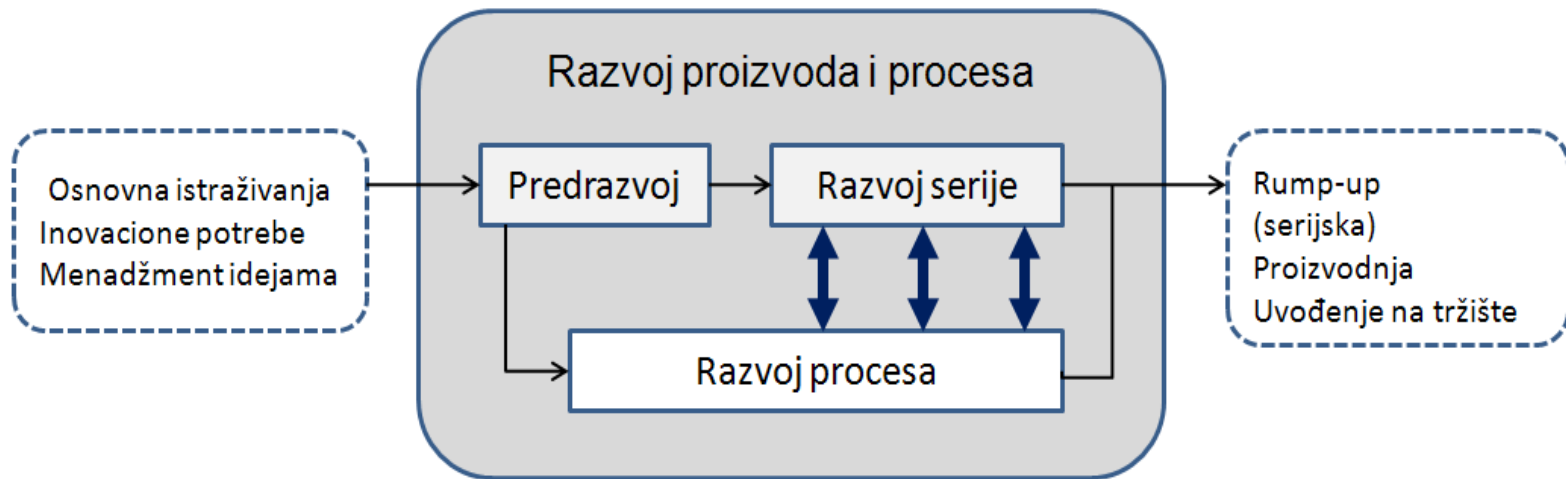 Razvoj proizvoda i procesa
Osnovna istraživanja
Inovacione potrebe
Menadžment idejama
Predrazvoj
Razvoj serije
Razvoj procesa
Rump-up
(serijska)
Proizvodnja
Uvođenje na tržište